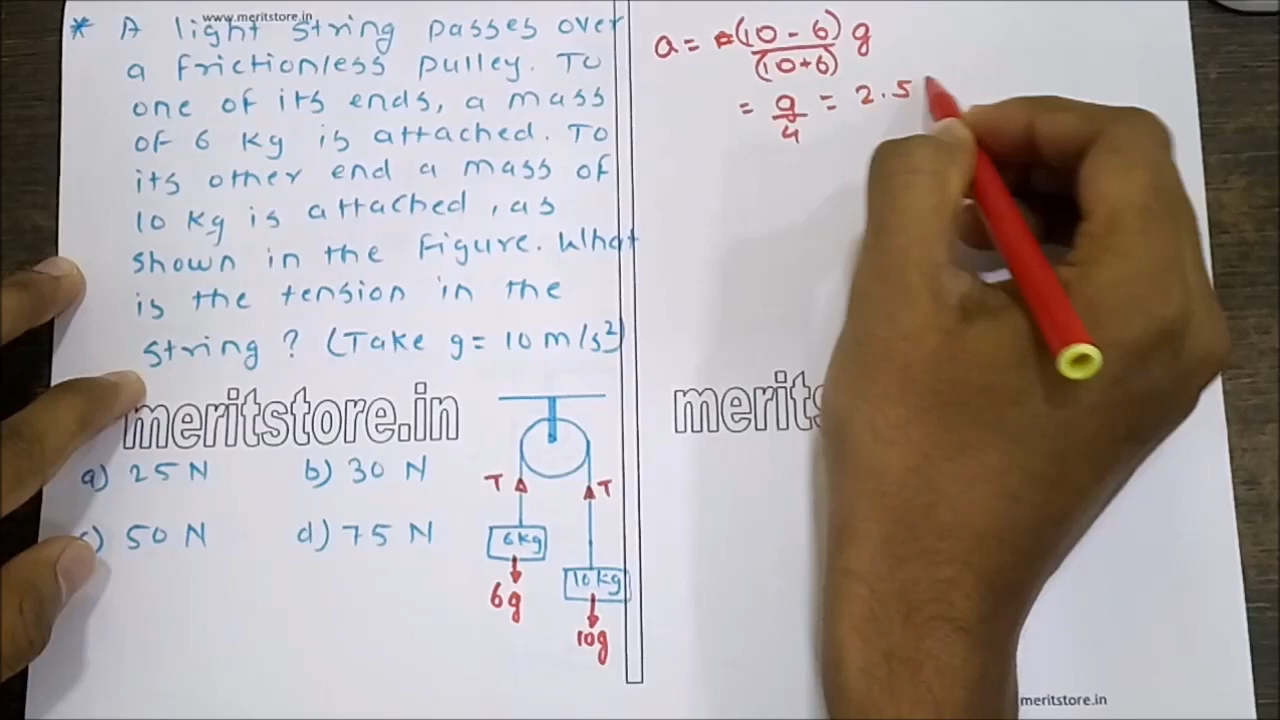 www.meritstore.in
* A light string passes over
a frictionless pulley. To
one of its ends, a mass
of 6 kg is attached. To
its other end a mass of
10 kg is attached, as
shown in the figure. What
is the tension in the
string? (Take g= 10 m/s²)
meritstore.in
a) 25 N b) 30 N
c) 50 N d) 75 N
T T
6kg
10kg
6g
10g
a= (10-6) g
(10+6)
= g = 2.5
4
meritstore.in